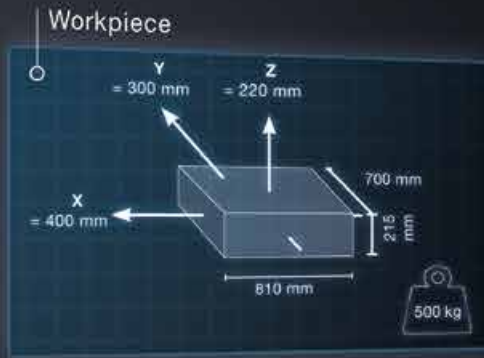 Workpiece
Y
= 300 mm
Z
= 220 mm
X
= 400 mm
700 mm
215
mm
810 mm
500 kg